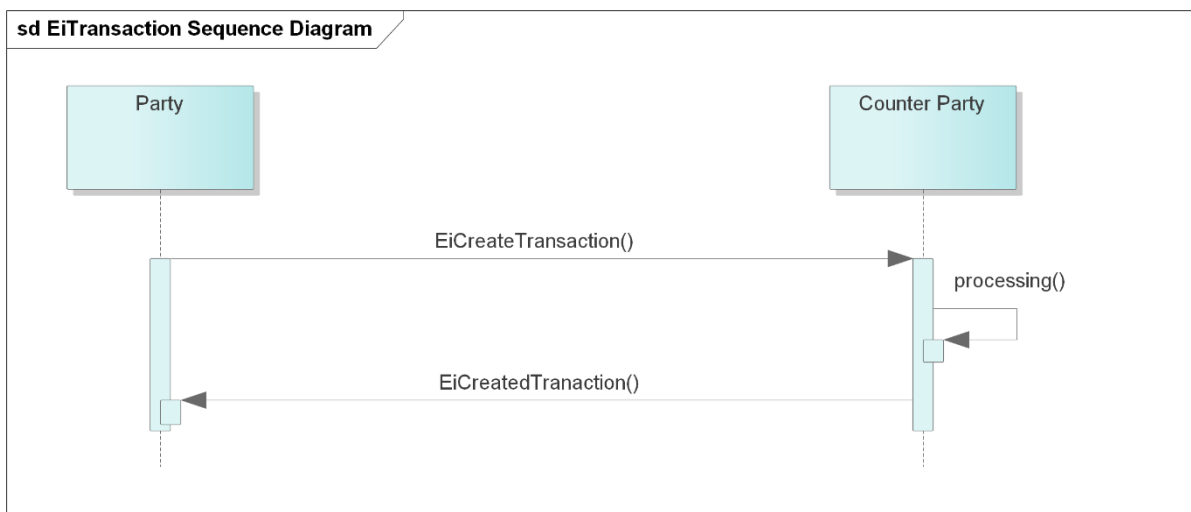 sd EiTransaction Sequence Diagram
Party
Counter Party
EiCreateTransaction()
processing()
EiCreatedTranaction()